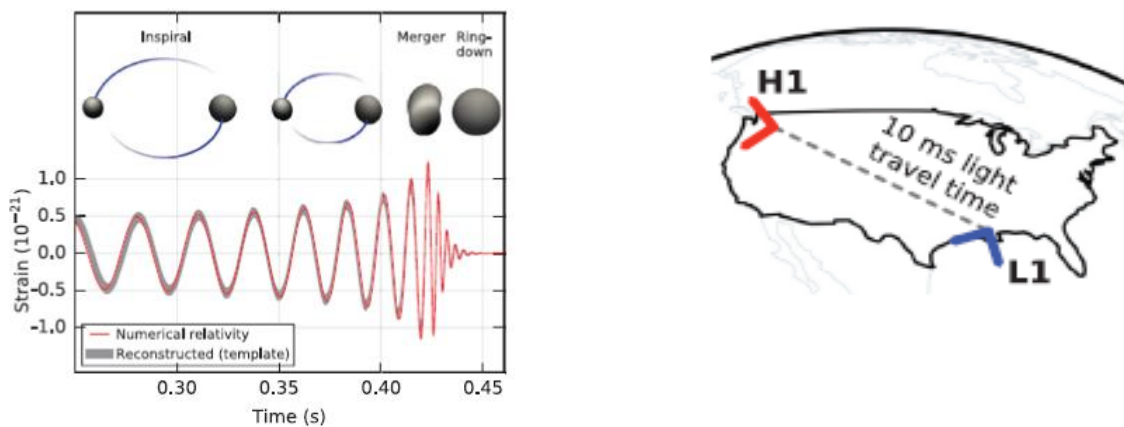 Inspiral
Merger
Ring-
down
1.0
0.5
0.0
−0.5
−1.0
Strain (10⁻²¹)
Numerical relativity
Reconstructed (template)
0.30
0.35
0.40
0.45
Time (s)
H1
10 ms light
travel time
L1